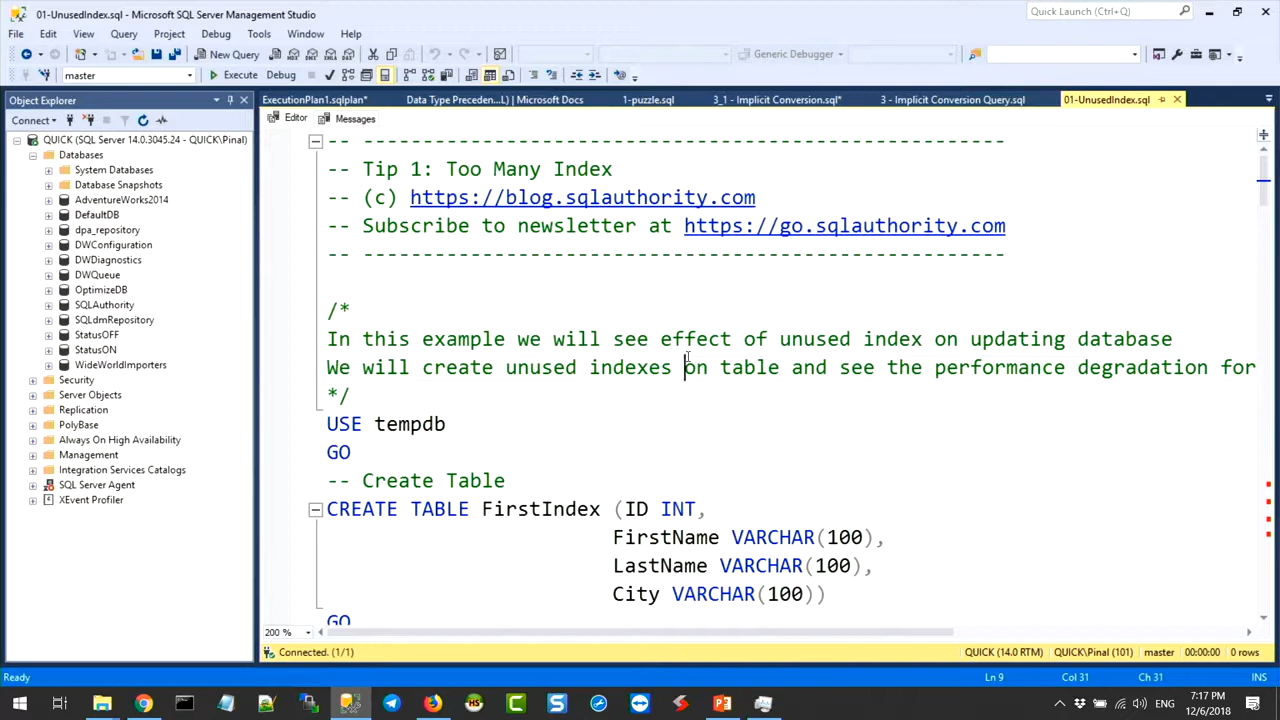 01-UnusedIndex.sql - Microsoft SQL Server Management Studio
Quick Launch (Ctrl+Q)
File Edit View Query Project Debug Tools Window Help
New Query
Generic Debugger
master
Execute Debug
Object Explorer
Connect
QUICK (SQL Server 14.0.3045.24 - QUICK\Pinal)
Databases
System Databases
Database Snapshots
AdventureWorks2014
DefaultDB
dpa_repository
DWConfiguration
DWDiagnostics
DWQueue
OptimizeDB
SQLAuthority
SQLdmRepository
StatusOFF
StatusON
WideWorldImporters
Security
Server Objects
Replication
PolyBase
Always On High Availability
Management
Integration Services Catalogs
SQL Server Agent
XEvent Profiler
ExecutionPlan1.sqlplan* Data Type Preceden...L) | Microsoft Docs 1-puzzle.sql 3_1 - Implicit Conversion.sql* 3 - Implicit Conversion Query.sql 01-UnusedIndex.sql
Editor Messages
-- ------------------------------------------------------
-- Tip 1: Too Many Index
-- (c) https://blog.sqlauthority.com
-- Subscribe to newsletter at https://go.sqlauthority.com
-- ------------------------------------------------------
/*
In this example we will see effect of unused index on updating database
We will create unused indexes on table and see the performance degradation for
*/
USE tempdb
GO
-- Create Table
CREATE TABLE FirstIndex (ID INT,
FirstName VARCHAR(100),
LastName VARCHAR(100),
City VARCHAR(100))
GO
200 %
Connected. (1/1)
QUICK (14.0 RTM) QUICK\Pinal (101) master 00:00:00 0 rows
Ready
Ln 9 Col 31 Ch 31 INS
ENG
7:17 PM
12/6/2018